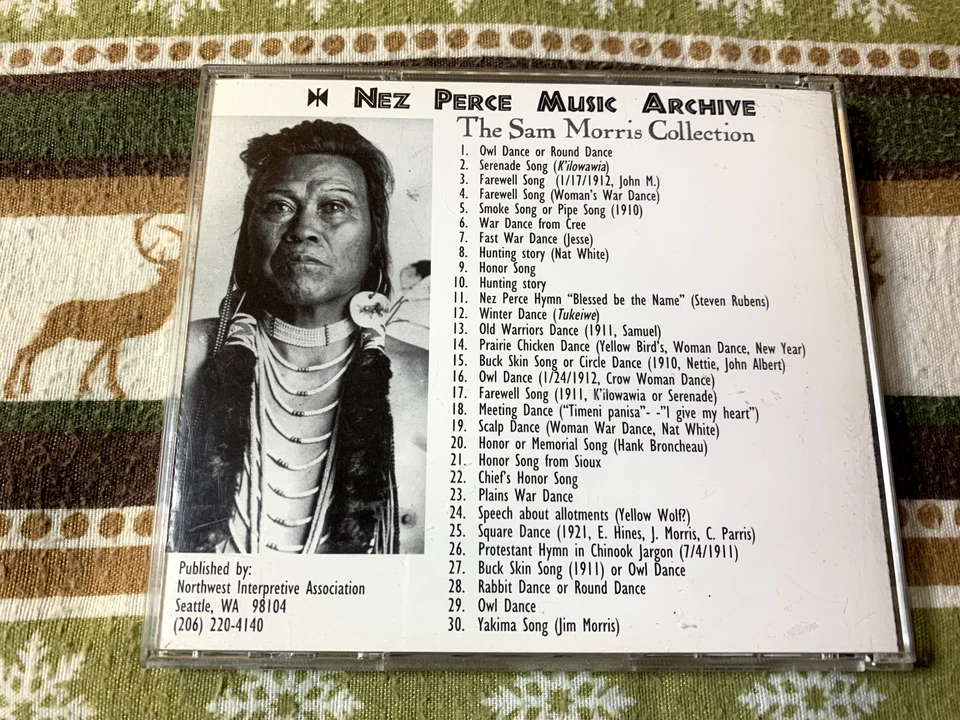 Nez Perce Music Archive
The Sam Morris Collection
1. Owl Dance or Round Dance
2. Serenade Song (K'ilowawia)
3. Farewell Song (1/17/1912, John M.)
4. Farewell Song (Woman's War Dance)
5. Smoke Song or Pipe Song (1910)
6. War Dance from Cree
7. Fast War Dance (Jesse)
8. Hunting story (Nat White)
9. Honor Song
10. Hunting story
11. Nez Perce Hymn “Blessed be the Name” (Steven Rubens)
12. Winter Dance (Tukeiwe)
13. Old Warriors Dance (1911, Samuel)
14. Prairie Chicken Dance (Yellow Bird's, Woman Dance, New Year)
15. Buck Skin Song or Circle Dance (1910, Nettie, John Albert)
16. Owl Dance (1/24/1912, Crow Woman Dance)
17. Farewell Song (1911, K'ilowawia or Serenade)
18. Meeting Dance (“Timeni panisa”- -“I give my heart”)
19. Scalp Dance (Woman War Dance, Nat White)
20. Honor or Memorial Song (Hank Broncheau)
21. Honor Song from Sioux
22. Chief's Honor Song
23. Plains War Dance
24. Speech about allotments (Yellow Wolf?)
25. Square Dance (1921, E. Hines, J. Morris, C. Parris)
26. Protestant Hymn in Chinook Jargon (7/4/1911)
27. Buck Skin Song (1911) or Owl Dance
28. Rabbit Dance or Round Dance
29. Owl Dance
30. Yakima Song (Jim Morris)
Published by:
Northwest Interpretive Association
Seattle, WA 98104
(206) 220-4140